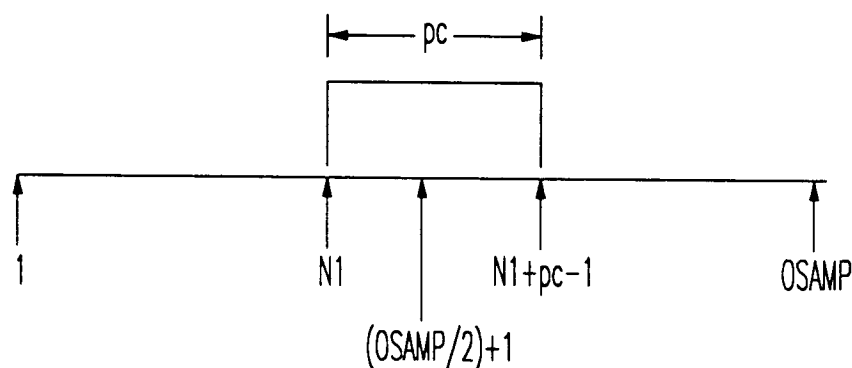 pc
1
N1
N1+pc-1
OSAMP
(OSAMP/2)+1